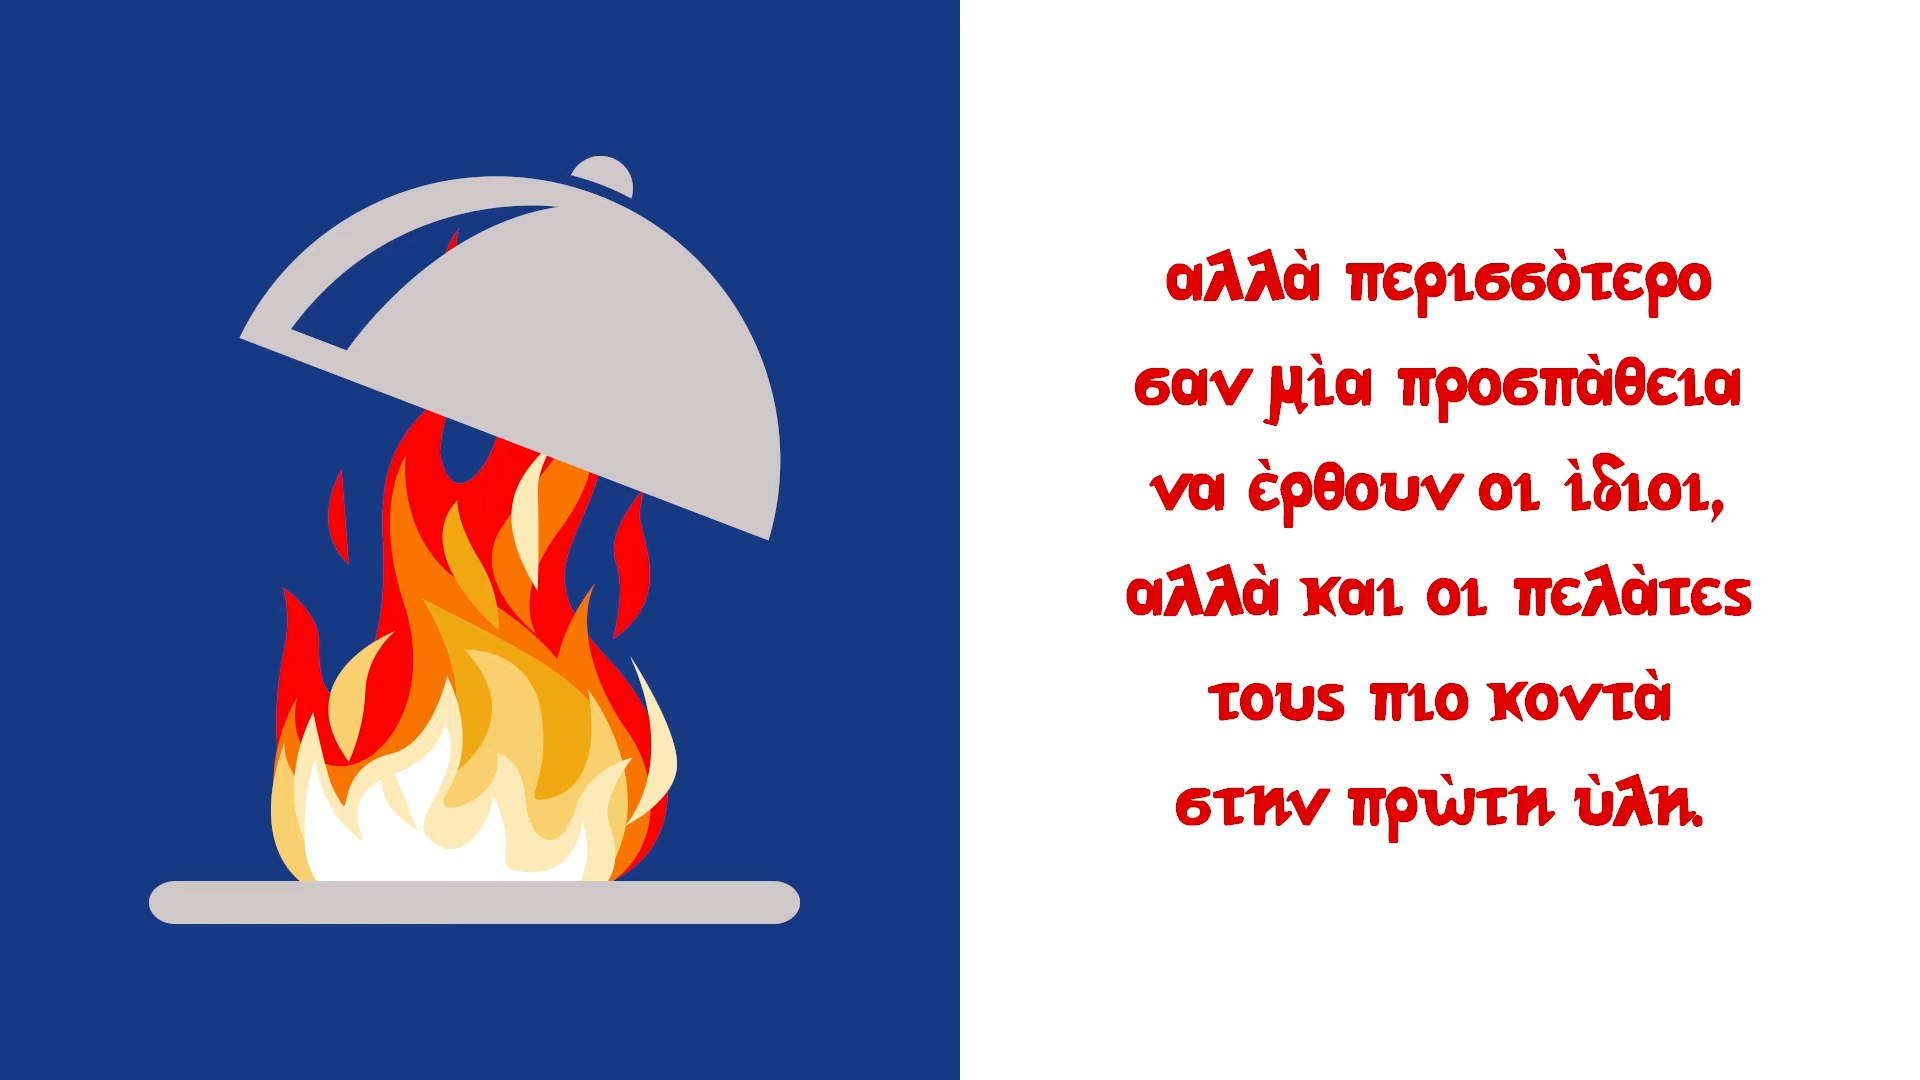 αλλὰ περισσὸτερο
σαν μὶα προσπὰθεια
να ὲρθουν οι ὶδιοι,
αλλὰ και οι πελὰτες
τους πιο κοντὰ
στην πρὼτη ὺλη.